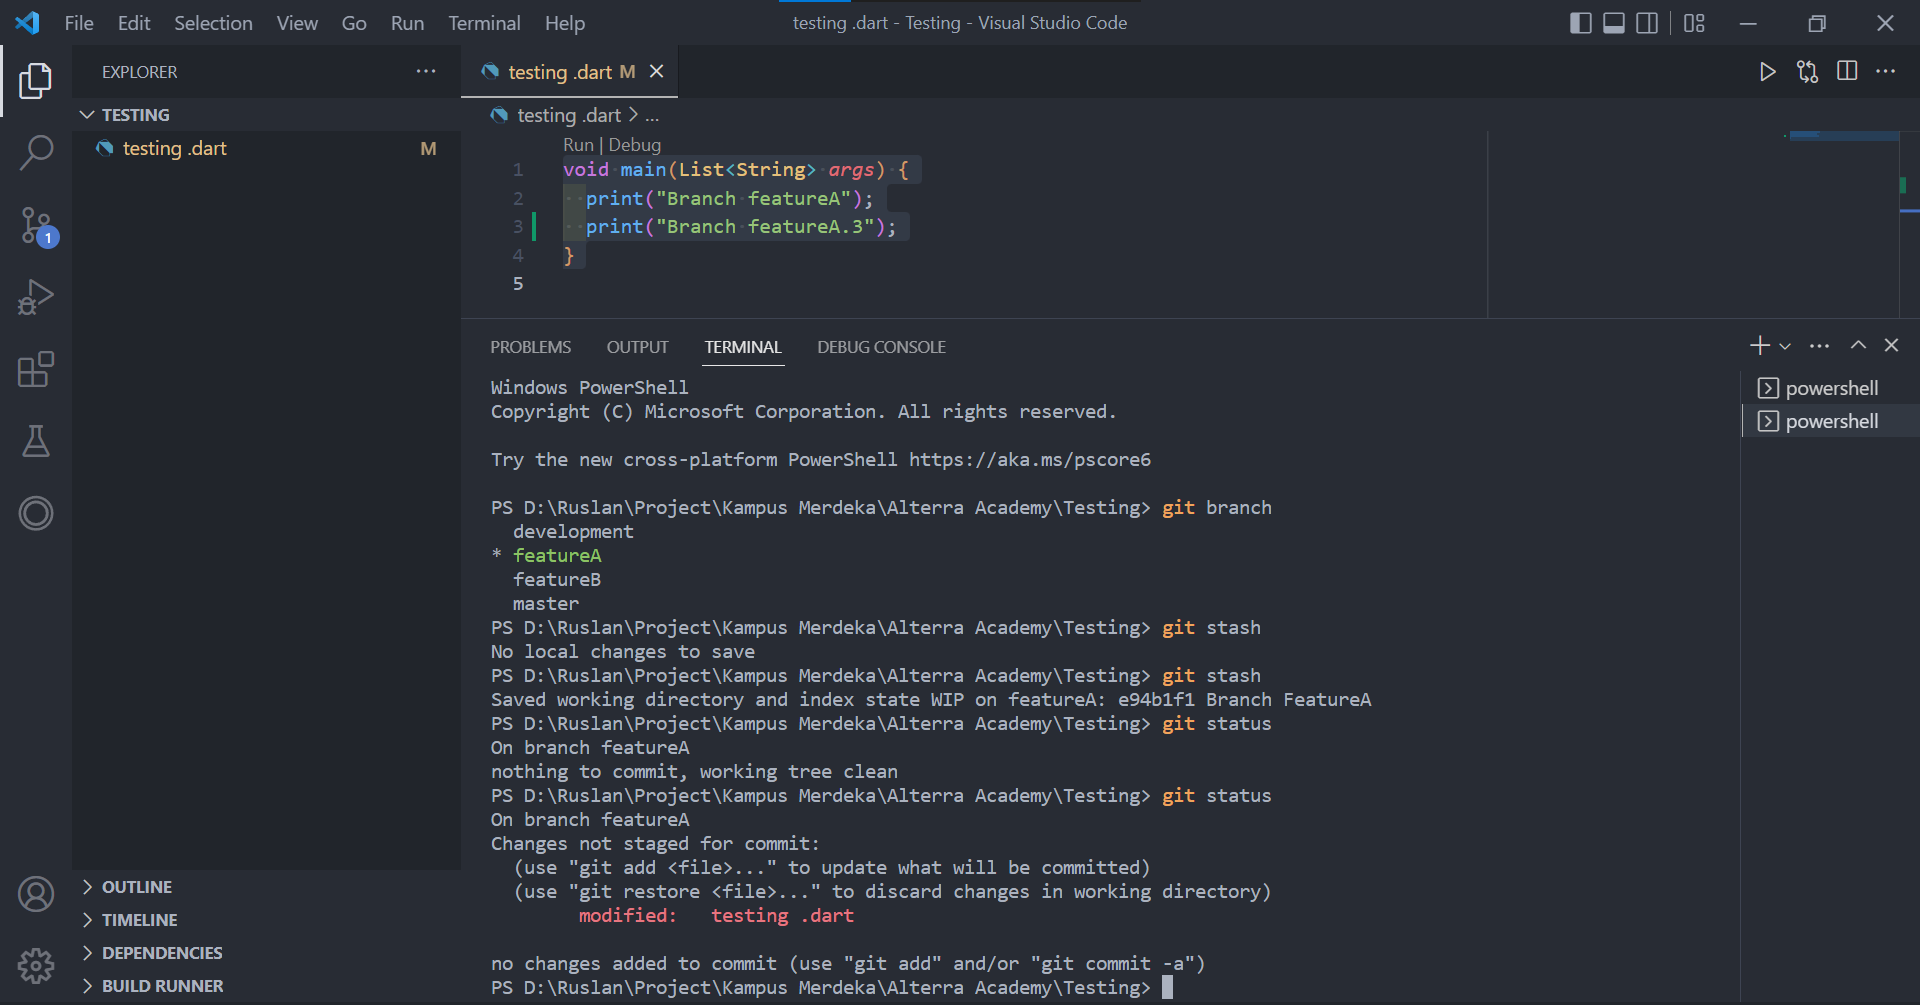 File Edit Selection View Go Run Terminal Help
testing .dart - Testing - Visual Studio Code
EXPLORER
TESTING
testing .dart M
1
testing .dart M
testing .dart > ...
Run | Debug
1 void main(List<String> args) {
2 print("Branch featureA");
3 print("Branch featureA.3");
4 }
5
PROBLEMS OUTPUT TERMINAL DEBUG CONSOLE
powershell
powershell
Windows PowerShell
Copyright (C) Microsoft Corporation. All rights reserved.
Try the new cross-platform PowerShell https://aka.ms/pscore6
PS D:\Ruslan\Project\Kampus Merdeka\Alterra Academy\Testing> git branch
development
* featureA
featureB
master
PS D:\Ruslan\Project\Kampus Merdeka\Alterra Academy\Testing> git stash
No local changes to save
PS D:\Ruslan\Project\Kampus Merdeka\Alterra Academy\Testing> git stash
Saved working directory and index state WIP on featureA: e94b1f1 Branch FeatureA
PS D:\Ruslan\Project\Kampus Merdeka\Alterra Academy\Testing> git status
On branch featureA
nothing to commit, working tree clean
PS D:\Ruslan\Project\Kampus Merdeka\Alterra Academy\Testing> git status
On branch featureA
Changes not staged for commit:
(use "git add <file>..." to update what will be committed)
(use "git restore <file>..." to discard changes in working directory)
modified: testing .dart
no changes added to commit (use "git add" and/or "git commit -a")
PS D:\Ruslan\Project\Kampus Merdeka\Alterra Academy\Testing>
OUTLINE
TIMELINE
DEPENDENCIES
BUILD RUNNER